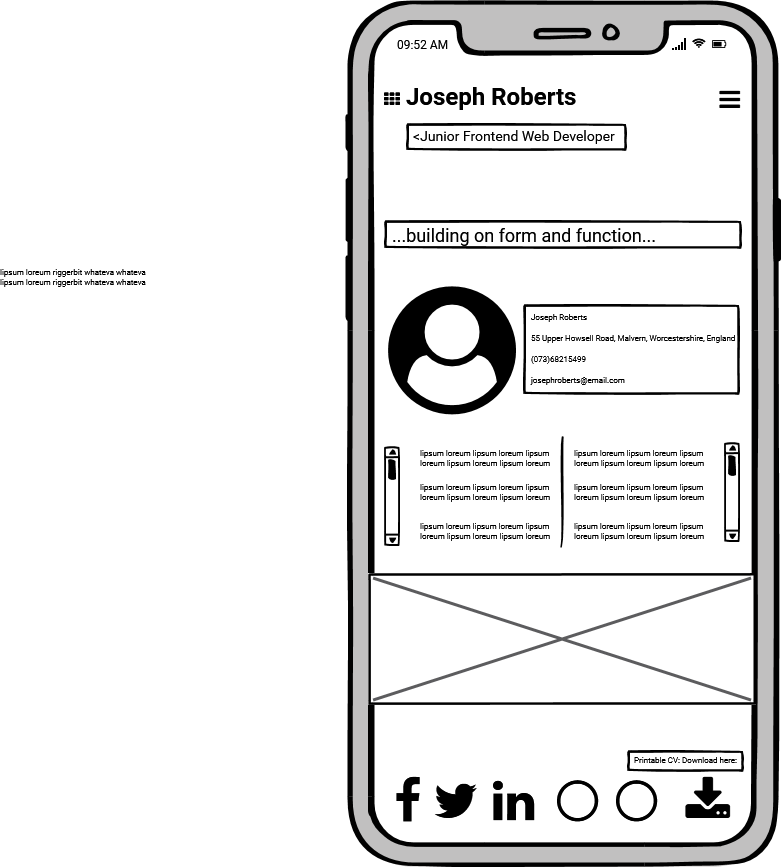 09:52 AM
Joseph Roberts
<Junior Frontend Web Developer
...building on form and function...
lipsum loreum riggerbit whateva whateva
lipsum loreum riggerbit whateva whateva
Joseph Roberts
55 Upper Howsell Road, Malvern, Worcestershire, England
(073)68215499
josephroberts@email.com
lipsum loreum lipsum loreum lipsum
loreum lipsum loreum lipsum loreum
lipsum loreum lipsum loreum lipsum
loreum lipsum loreum lipsum loreum
lipsum loreum lipsum loreum lipsum
loreum lipsum loreum lipsum loreum
lipsum loreum lipsum loreum lipsum
loreum lipsum loreum lipsum loreum
lipsum loreum lipsum loreum lipsum
loreum lipsum loreum lipsum loreum
lipsum loreum lipsum loreum lipsum
loreum lipsum loreum lipsum loreum
Printable CV: Download here:
f
in